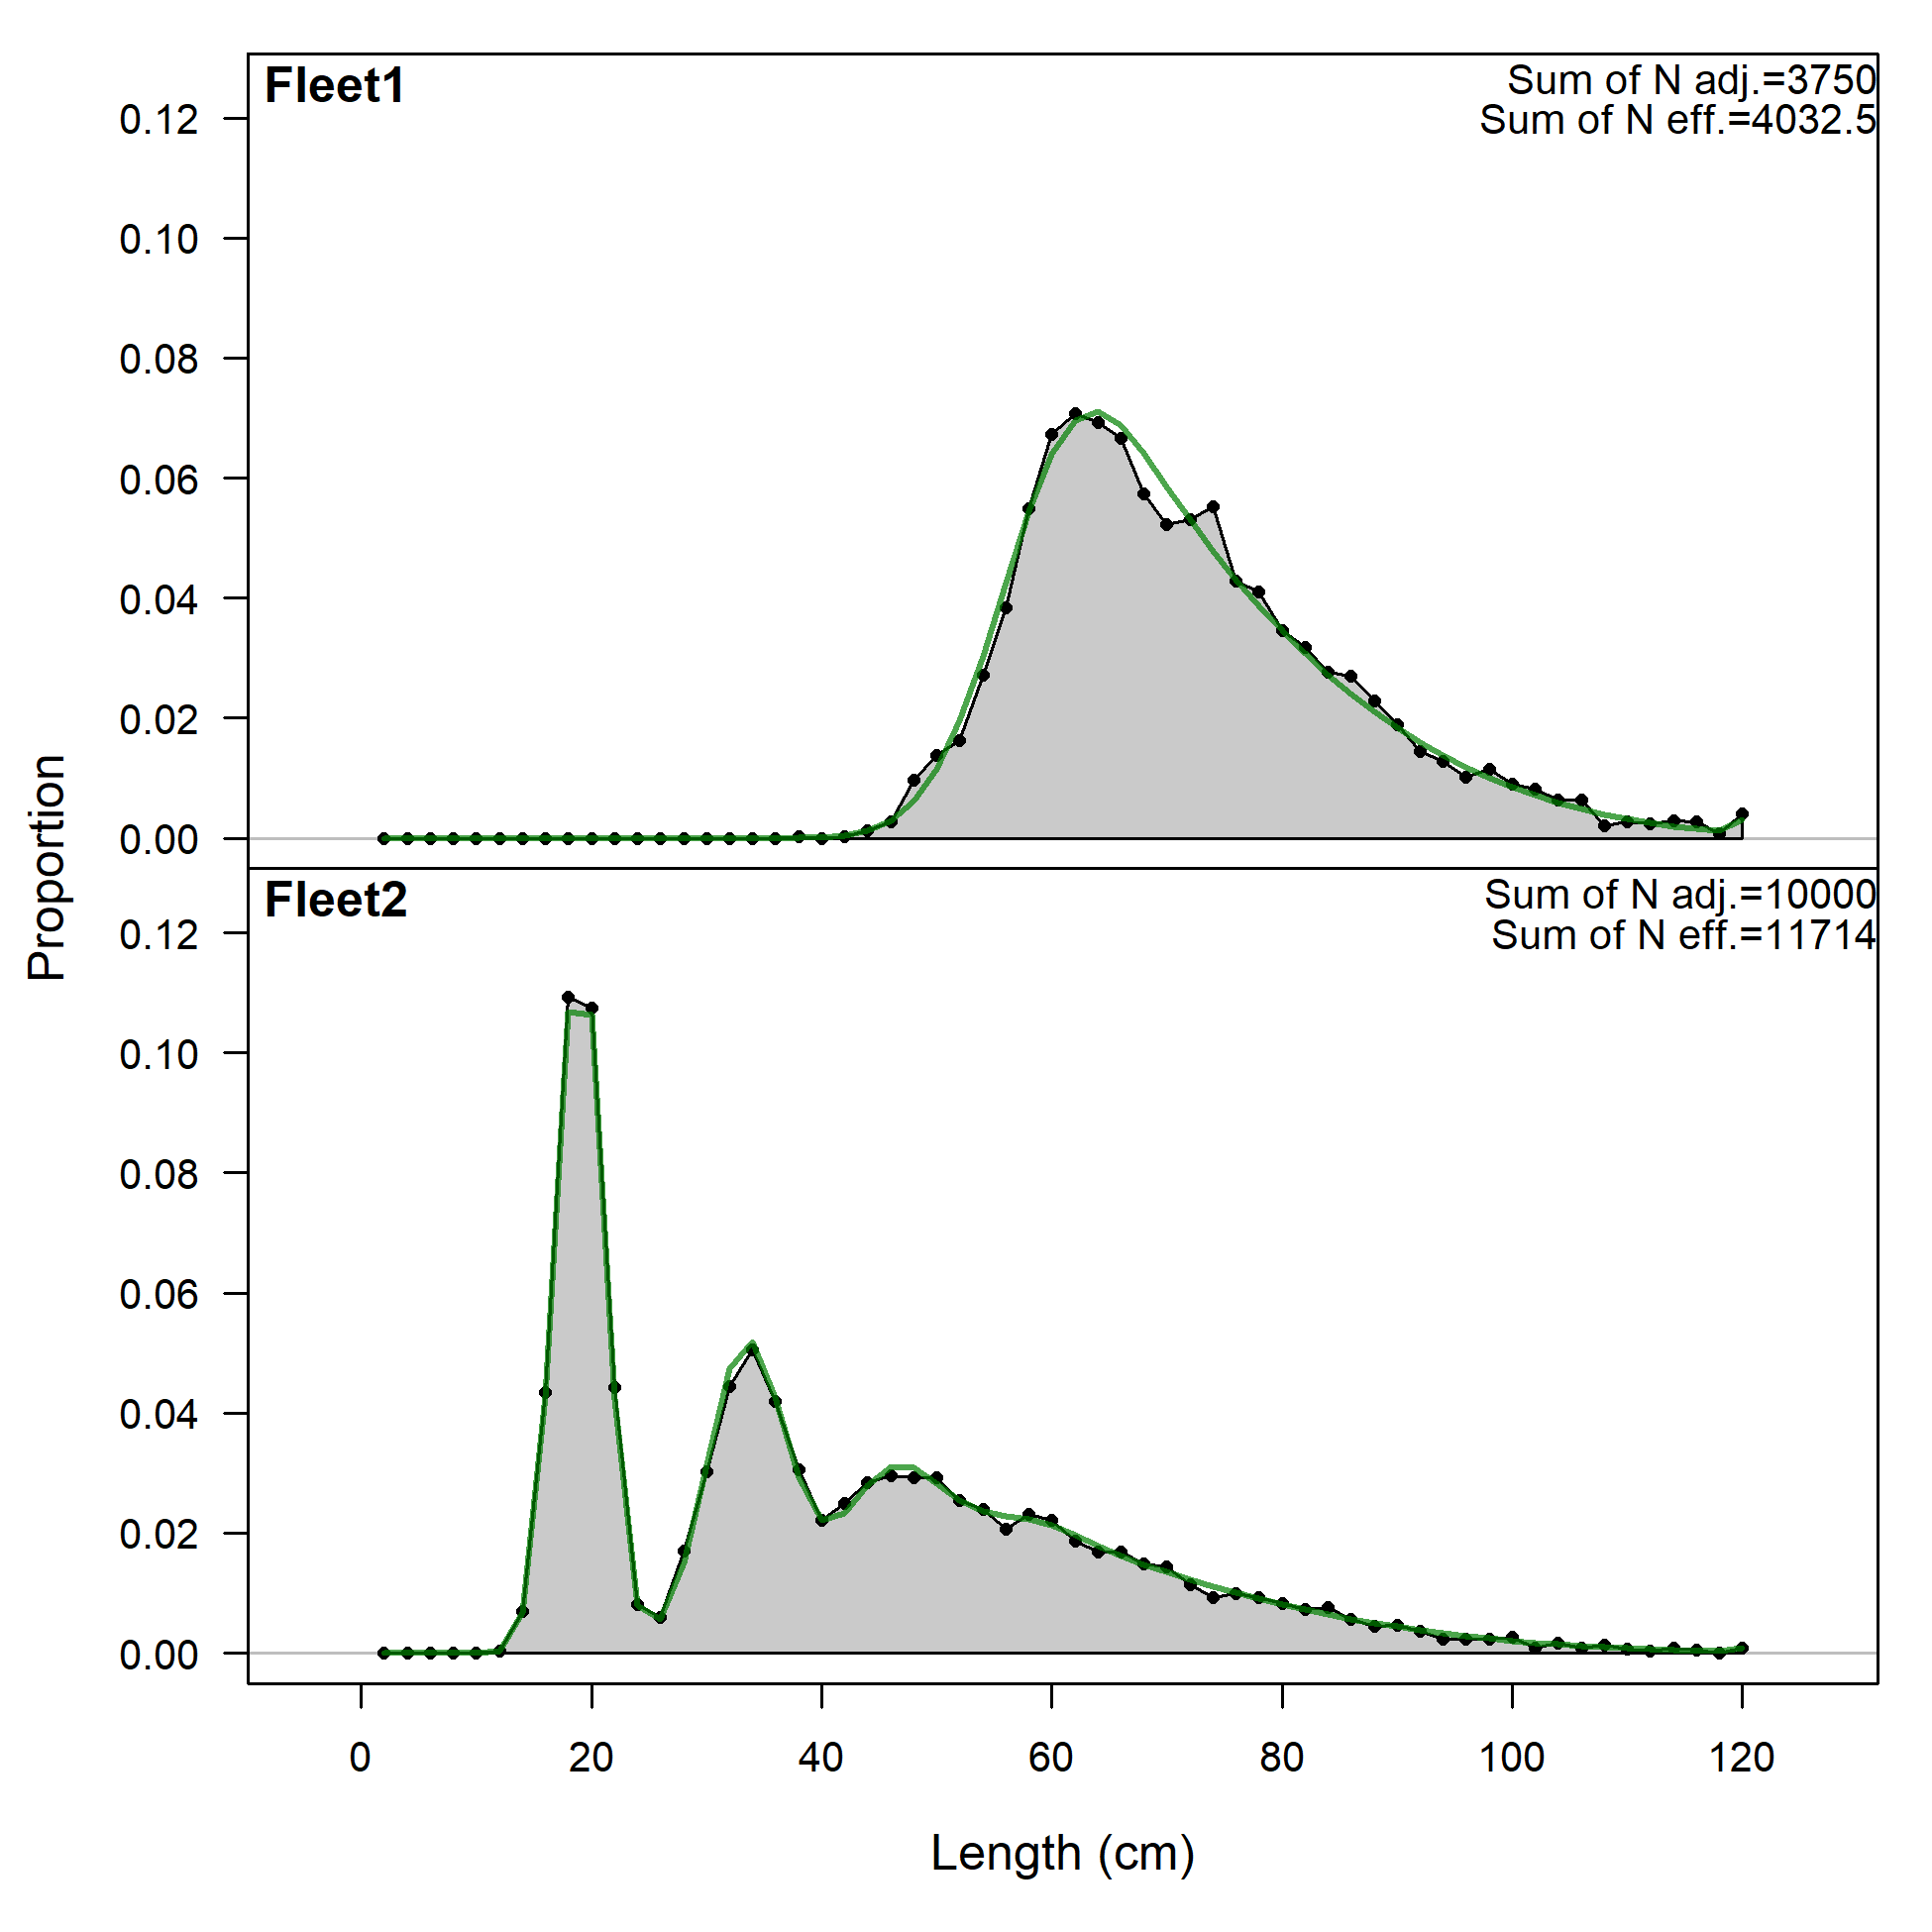 Fleet1
Sum of N adj.=3750
Sum of N eff.=4032.5
0.12
0.10
0.08
0.06
0.04
0.02
0.00
Proportion
Fleet2
Sum of N adj.=10000
Sum of N eff.=11714
0.12
0.10
0.08
0.06
0.04
0.02
0.00
0 20 40 60 80 100 120
Length (cm)